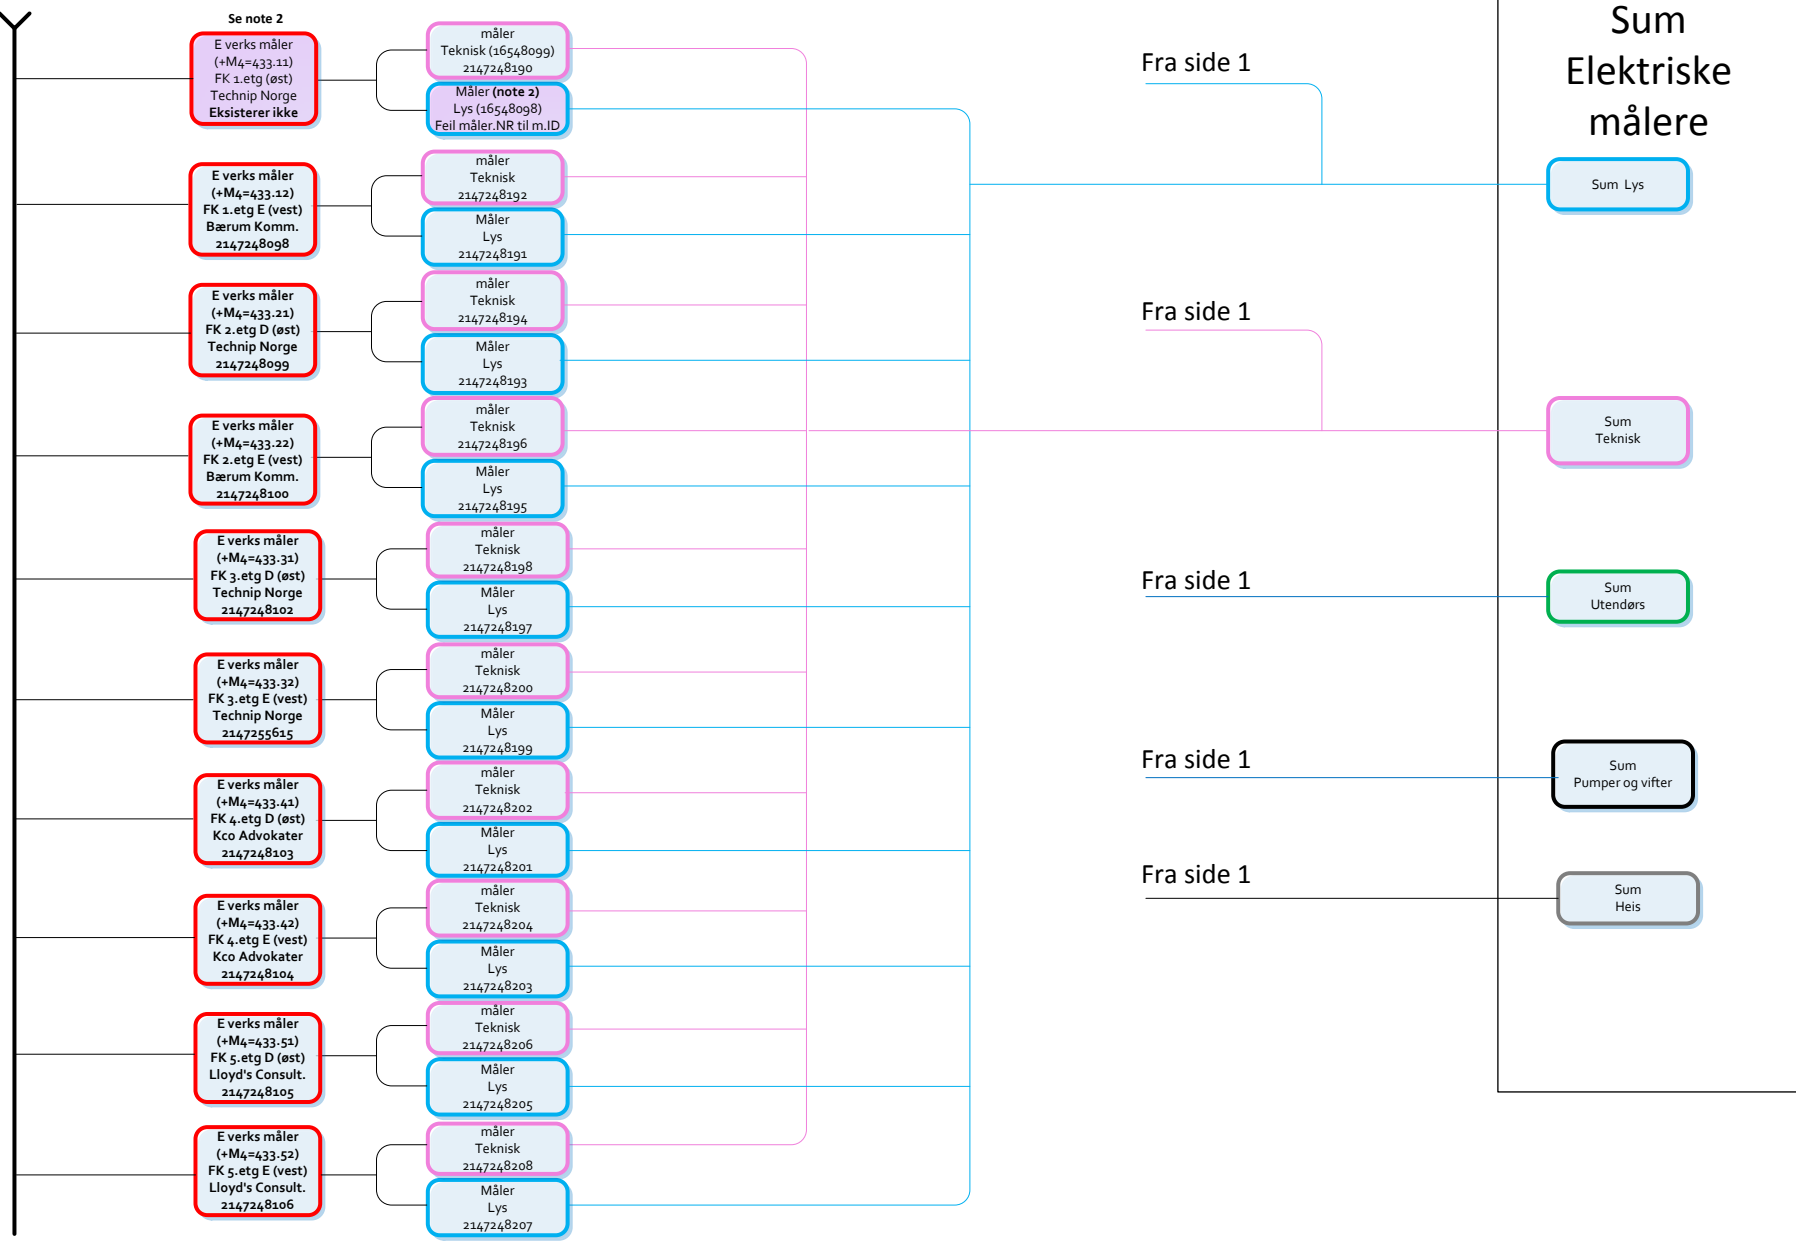 Se note 2
E verks måler
(+M4=433.11)
FK 1.etg (øst)
Technip Norge
Eksisterer ikke
måler
Teknisk (16548099)
2147248190
Måler (note 2)
Lys (16548098)
Feil måler.NR til m.ID
E verks måler
(+M4=433.12)
FK 1.etg E (vest)
Bærum Komm.
2147248098
måler
Teknisk
2147248192
Måler
Lys
2147248191
E verks måler
(+M4=433.21)
FK 2.etg D (øst)
Technip Norge
2147248099
måler
Teknisk
2147248194
Måler
Lys
2147248193
E verks måler
(+M4=433.22)
FK 2.etg E (vest)
Bærum Komm.
2147248100
måler
Teknisk
2147248196
Måler
Lys
2147248195
E verks måler
(+M4=433.31)
FK 3.etg D (øst)
Technip Norge
2147248102
måler
Teknisk
2147248198
Måler
Lys
2147248197
E verks måler
(+M4=433.32)
FK 3.etg E (vest)
Technip Norge
2147255615
måler
Teknisk
2147248200
Måler
Lys
2147248199
E verks måler
(+M4=433.41)
FK 4.etg D (øst)
Kco Advokater
2147248103
måler
Teknisk
2147248202
Måler
Lys
2147248201
E verks måler
(+M4=433.42)
FK 4.etg E (vest)
Kco Advokater
2147248104
måler
Teknisk
2147248204
Måler
Lys
2147248203
E verks måler
(+M4=433.51)
FK 5.etg D (øst)
Lloyd's Consult.
2147248105
måler
Teknisk
2147248206
Måler
Lys
2147248205
E verks måler
(+M4=433.52)
FK 5.etg E (vest)
Lloyd's Consult.
2147248106
måler
Teknisk
2147248208
Måler
Lys
2147248207
Fra side 1
Fra side 1
Fra side 1
Fra side 1
Fra side 1
Sum
Elektriske
målere
Sum Lys
Sum
Teknisk
Sum
Utendørs
Sum
Pumper og vifter
Sum
Heis